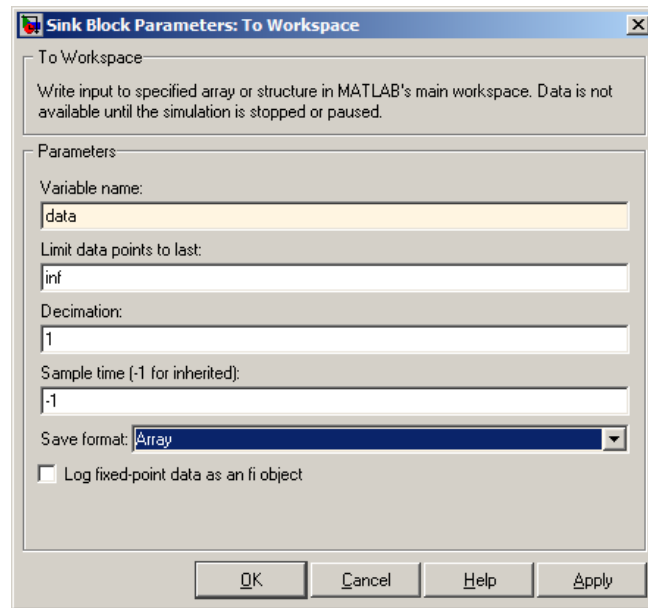 Sink Block Parameters: To Workspace
To Workspace
Write input to specified array or structure in MATLAB's main workspace. Data is not
available until the simulation is stopped or paused.
Parameters
Variable name:
data
Limit data points to last:
inf
Decimation:
1
Sample time (-1 for inherited):
-1
Save format: Array
Log fixed-point data as an fi object
OK Cancel Help Apply